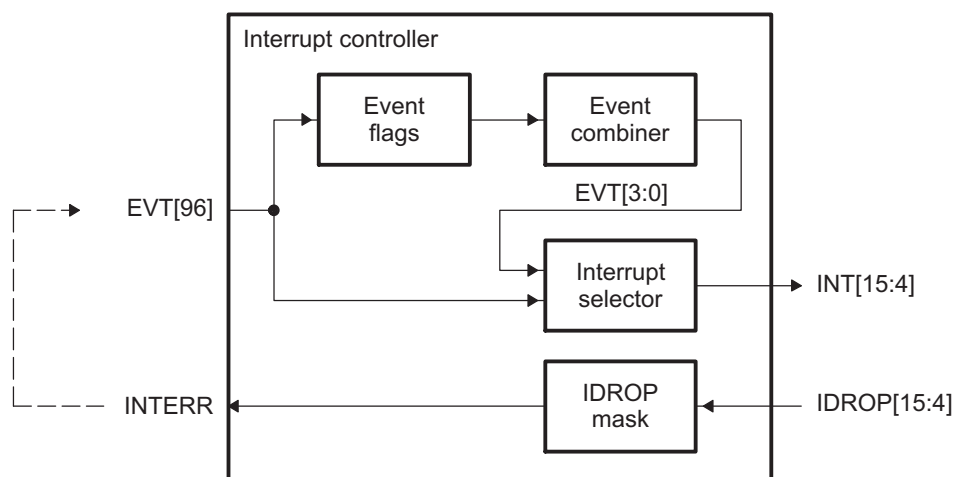 Interrupt controller
Event
flags
Event
combiner
EVT[3:0]
EVT[96]
Interrupt
selector
INT[15:4]
IDROP
mask
INTERR
IDROP[15:4]